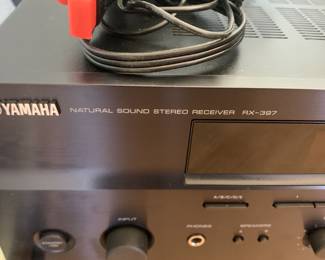 YAMAHA NATURAL SOUND STEREO RECEIVER RX-397
A/B/C/D/E
INPUT
PHONES
SPEAKERS